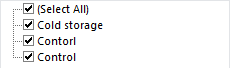 (Select All)
Cold storage
Contorl
Control